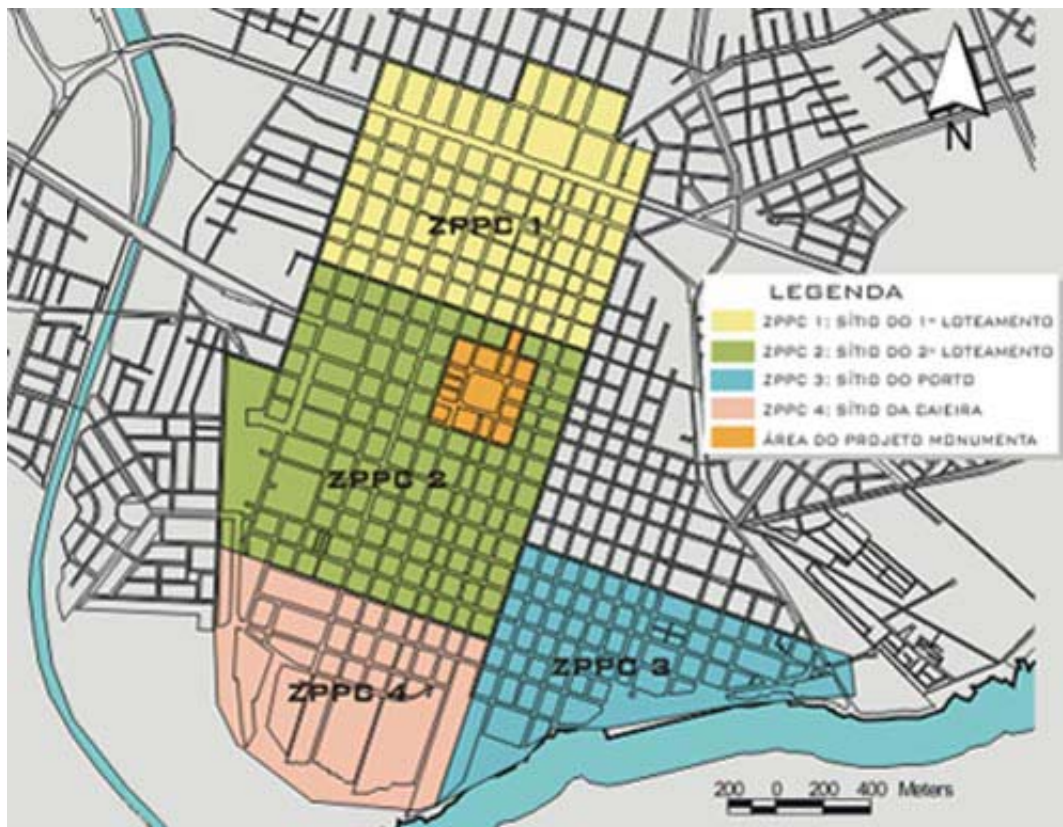 N
ZPPC 1
LEGENDA
ZPPC 1: SÍTIO DO 1º LOTEAMENTO
ZPPC 2: SÍTIO DO 2º LOTEAMENTO
ZPPC 3: SÍTIO DO PORTO
ZPPC 4: SÍTIO DA CAIEIRA
ÁREA DO PROJETO MONUMENTA
ZPPC 2
ZPPC 3
ZPPC 4
200 0 200 400 Meters